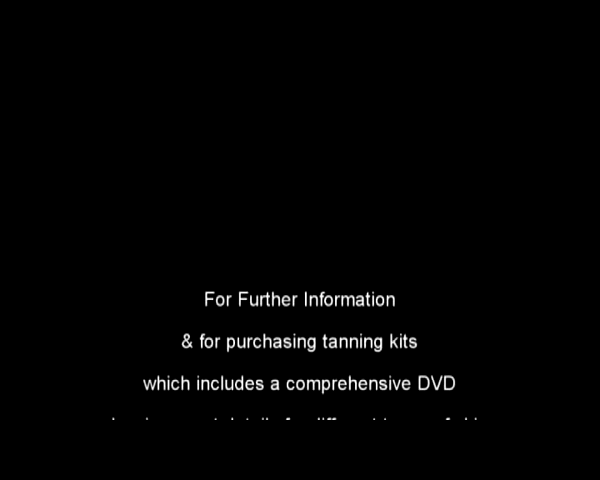 For Further Information
& for purchasing tanning kits
which includes a comprehensive DVD